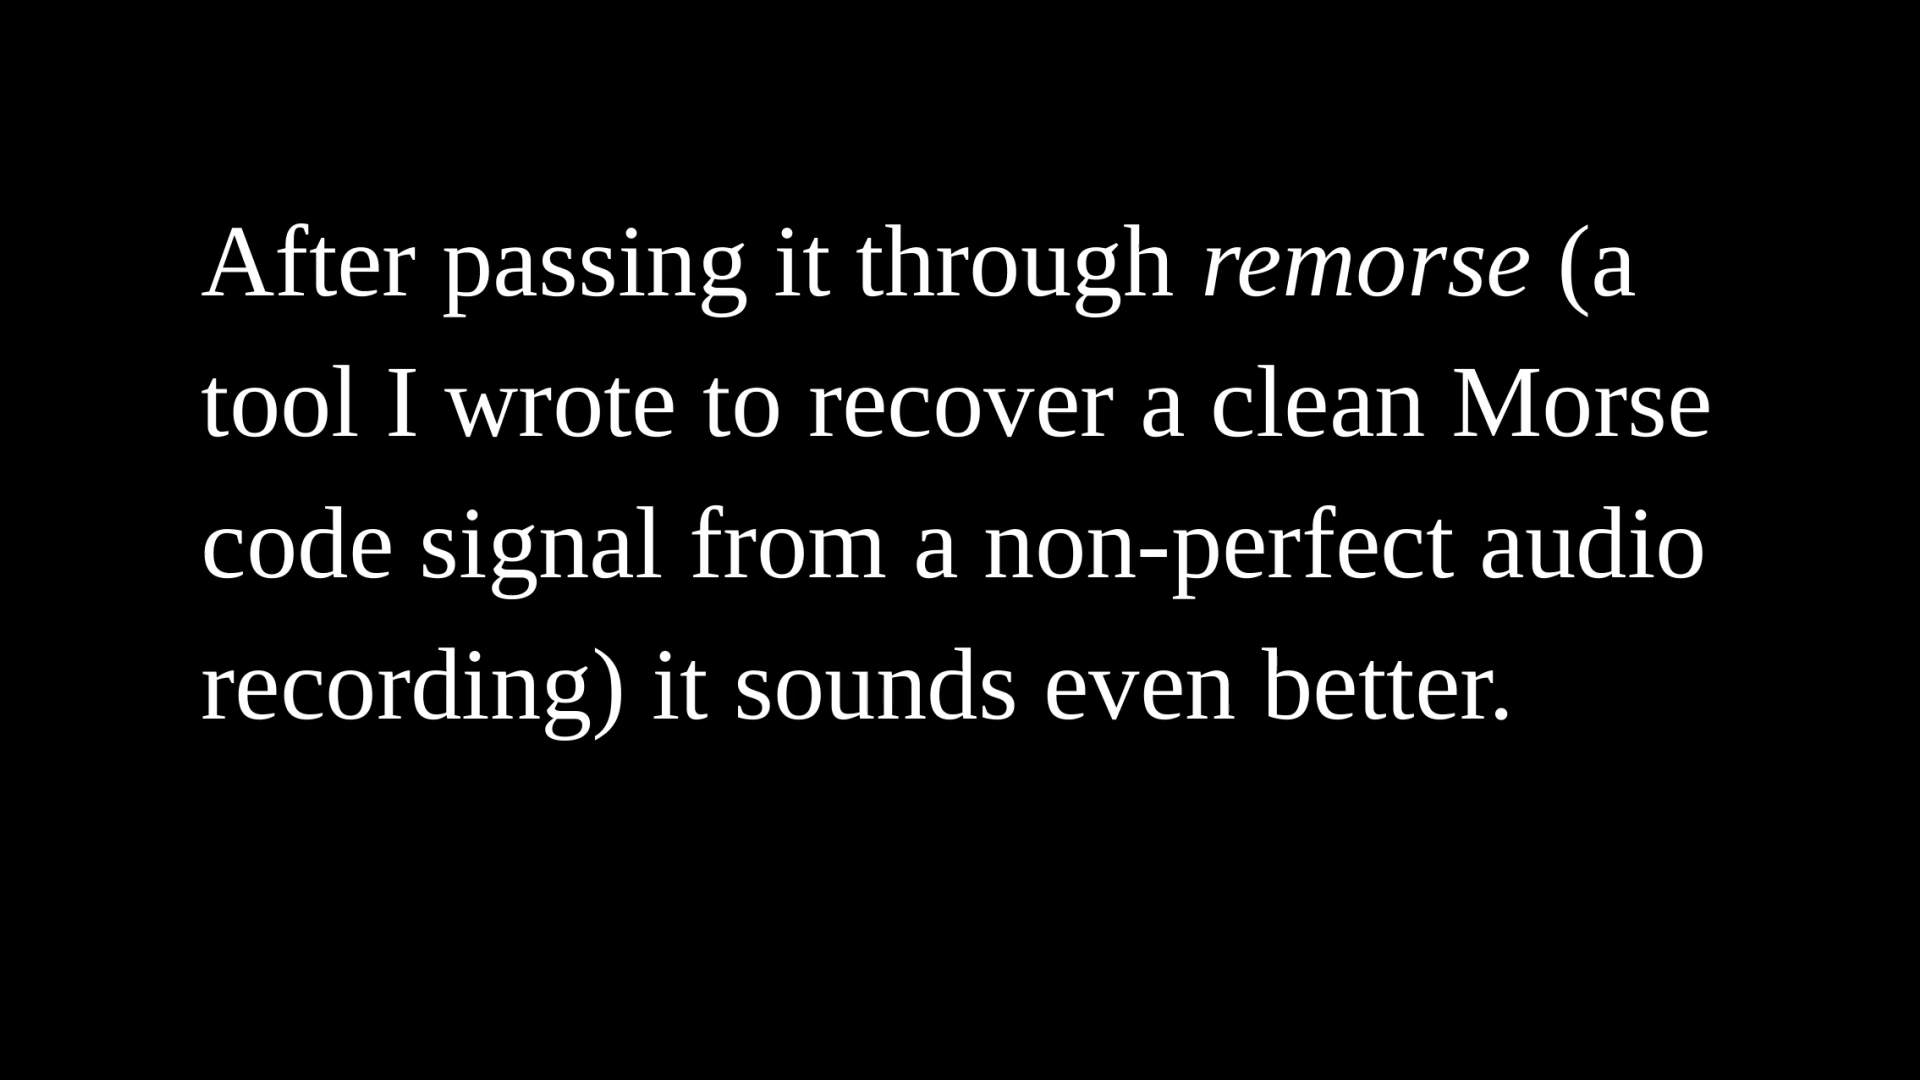 After passing it through remorse (a
tool I wrote to recover a clean Morse
code signal from a non-perfect audio
recording) it sounds even better.